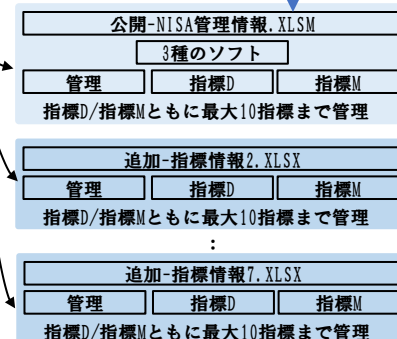 公開-NISA管理情報.XLSM
3種のソフト
管理 指標D 指標M
指標D/指標Mともに最大10指標まで管理
追加-指標情報2.XLSX
管理 指標D 指標M
指標D/指標Mともに最大10指標まで管理
:
追加-指標情報7.XLSX
管理 指標D 指標M
指標D/指標Mともに最大10指標まで管理